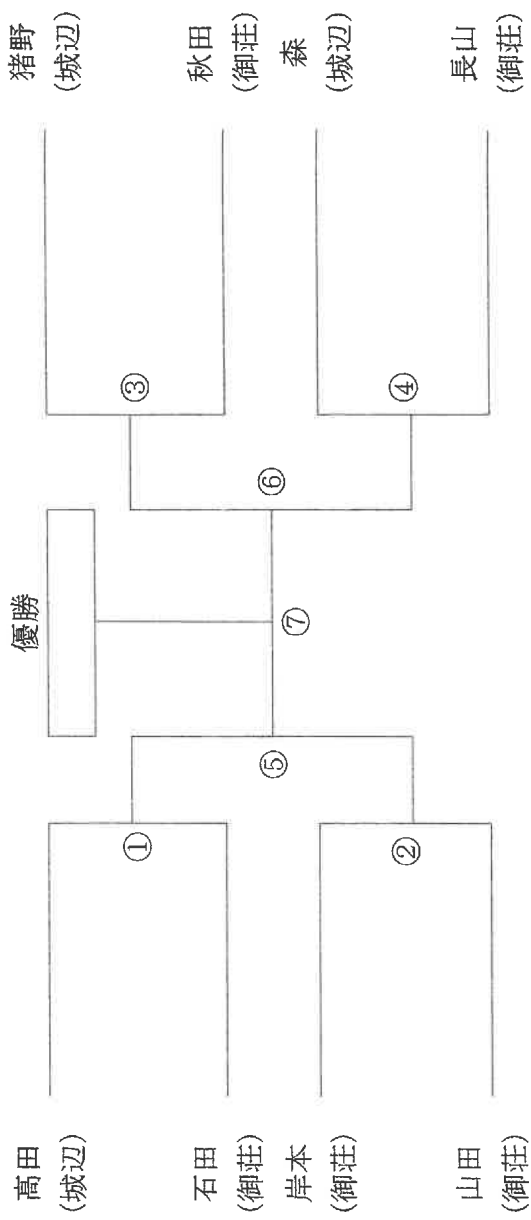 優勝
高田
(城辺)
石田
(御荘)
岸本
(御荘)
山田
(御荘)
①
②
⑤
⑦
⑥
③
④
猪野
(城辺)
秋田
(御荘)
森
(城辺)
長山
(御荘)